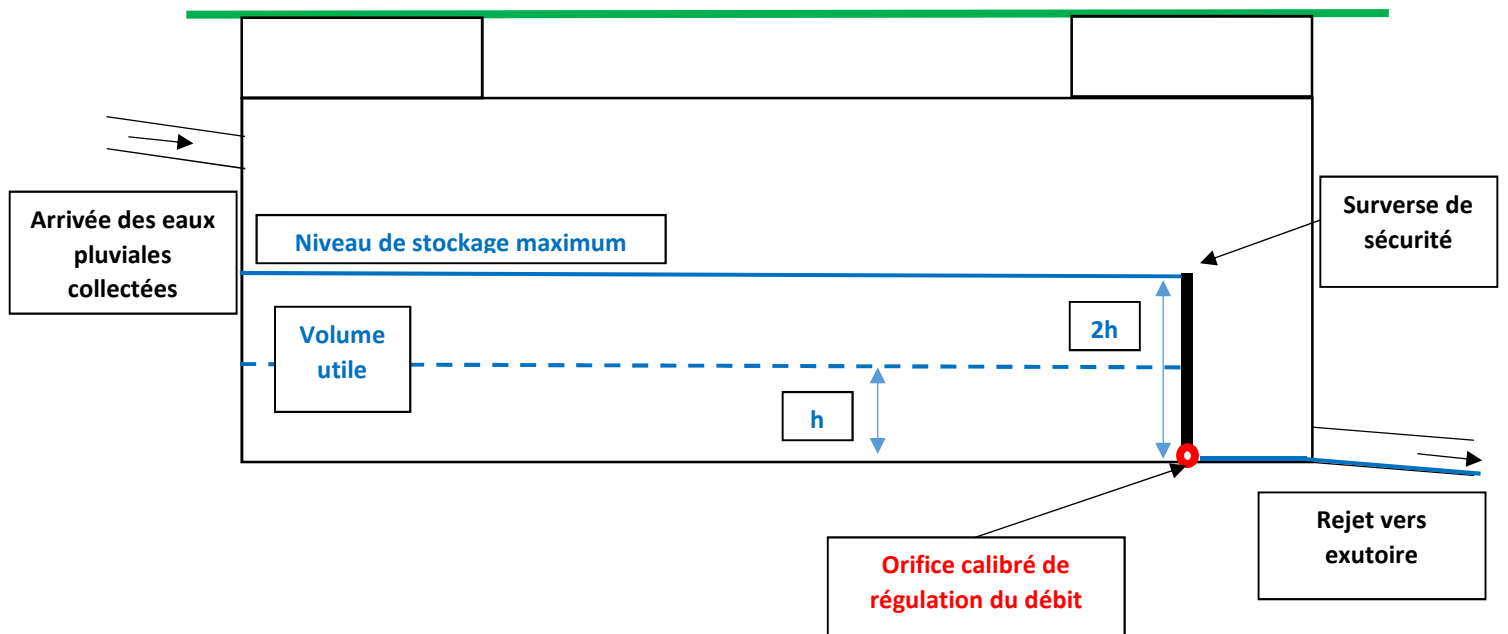 Arrivée des eaux
pluviales
collectées
Niveau de stockage maximum
Surverse de
sécurité
Volume
utile
2h
h
Rejet vers
exutoire
Orifice calibré de
régulation du débit